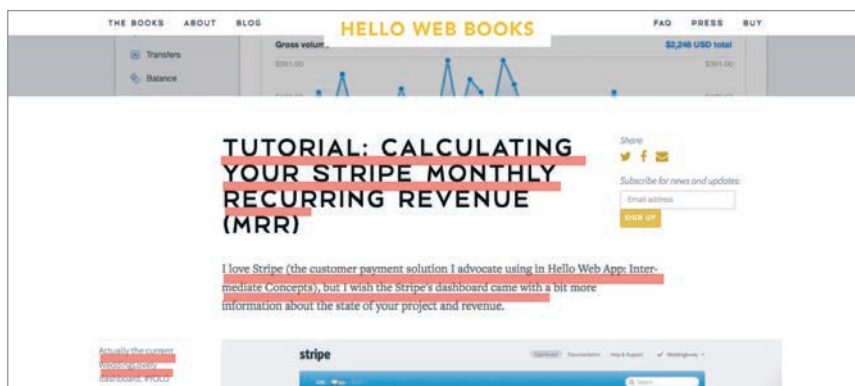 THE BOOKS ABOUT BLOG HELLO WEB BOOKS FAQ PRESS BUY
Transfers
Balance
Gross volume $2,246 USD total
$361.00 $361.00
TUTORIAL: CALCULATING
YOUR STRIPE MONTHLY
RECURRING REVENUE
(MRR)
Share:
Subscribe for news and updates:
Email address
SIGN UP
I love Stripe (the customer payment solution I advocate using in Hello Web App: Inter-
mediate Concepts), but I wish the Stripe's dashboard came with a bit more
information about the state of your project and revenue.
Actually the current
WeddingLovely
dashboard. #YOLO
stripe Dashboard Documentation Help & Support WeddingLovely
Search